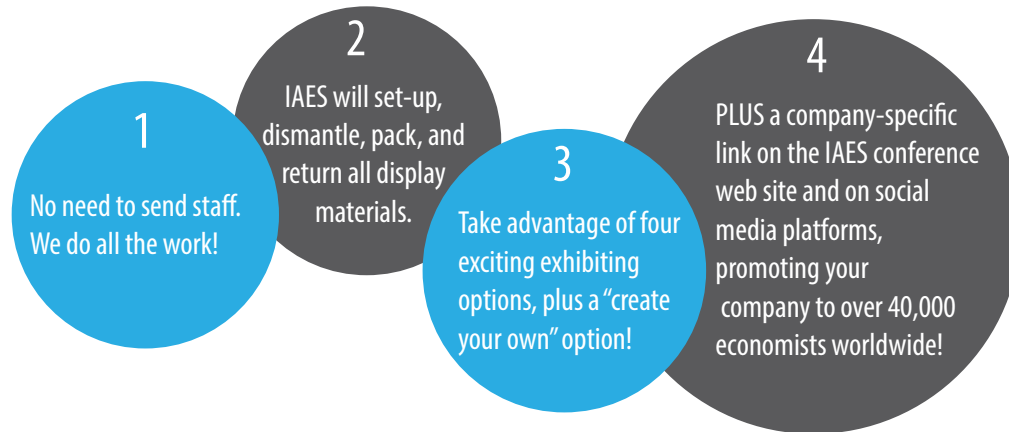 1
No need to send staff.
We do all the work!
2
IAES will set-up,
dismantle, pack, and
return all display
materials.
3
Take advantage of four
exciting exhibiting
options, plus a “create
your own” option!
4
PLUS a company-specific
link on the IAES conference
web site and on social
media platforms,
promoting your
company to over 40,000
economists worldwide!